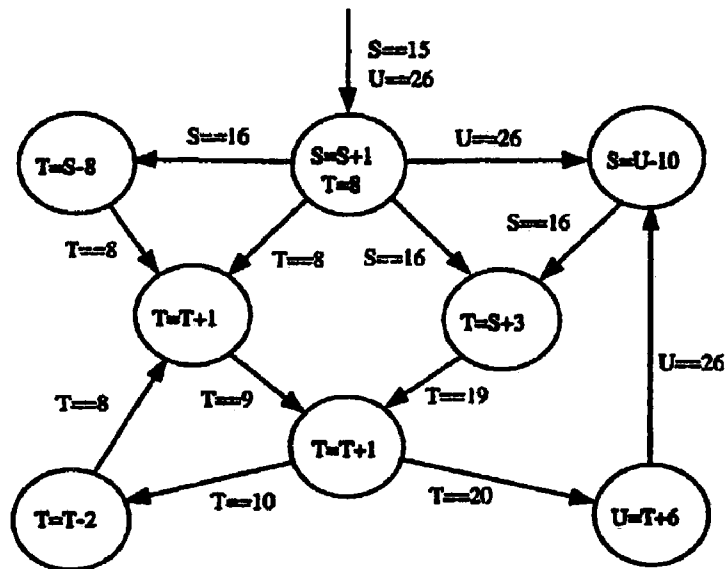 S==15
U==26
S==16
U==26
T=S-8
S=S+1
T=8
S=U-10
T==8
T==8
S==16
S==16
T=T+1
T=S+3
U==26
T==8
T==9
T==19
T=T+1
T=T-2
T==10
T==20
U=T+6